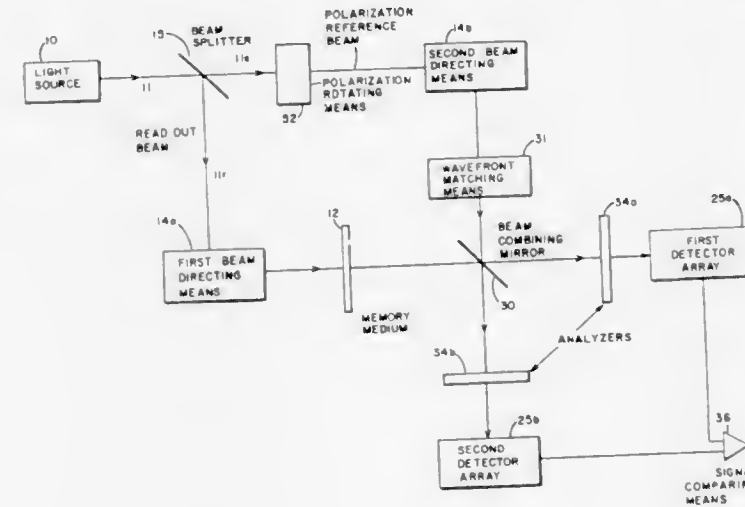 10
LIGHT
SOURCE
11
15
BEAM
SPLITTER
11e
52
POLARIZATION
ROTATING
MEANS
POLARIZATION
REFERENCE
BEAM
14b
SECOND BEAM
DIRECTING
MEANS
READ OUT
BEAM
11r
31
WAVEFRONT
MATCHING
MEANS
14a
FIRST BEAM
DIRECTING
MEANS
12
MEMORY
MEDIUM
BEAM
COMBINING
MIRROR
30
34a
25a
FIRST
DETECTOR
ARRAY
ANALYZERS
34b
25b
SECOND
DETECTOR
ARRAY
36
SIGNA
COMPARIN
MEANS